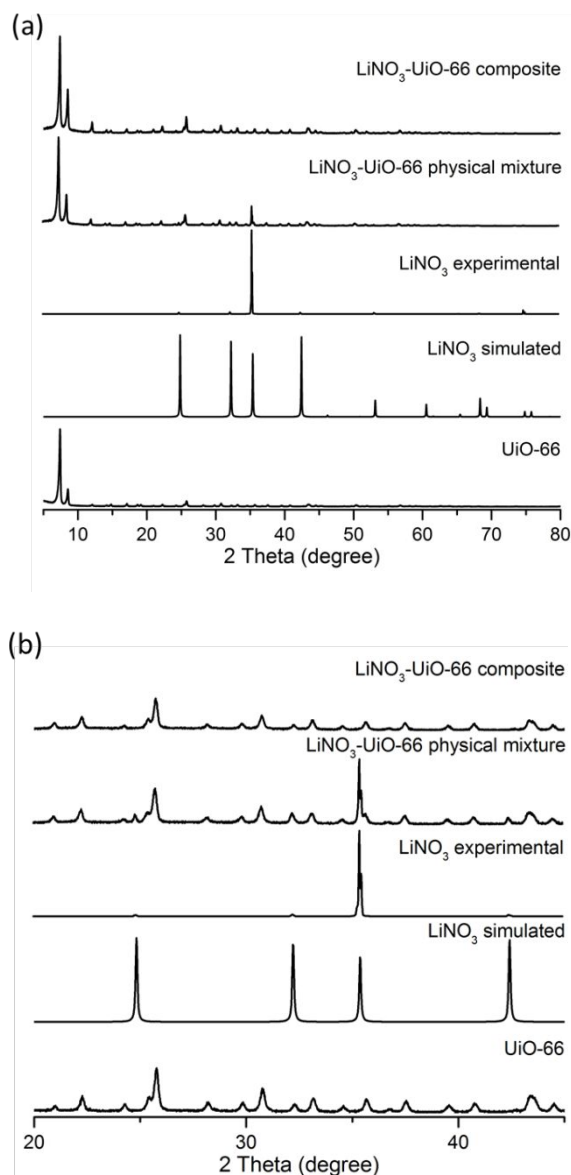 (a)
LiNO₃-UiO-66 composite
LiNO₃-UiO-66 physical mixture
LiNO₃ experimental
LiNO₃ simulated
UiO-66
10 20 30 40 50 60 70 80
2 Theta (degree)
(b)
LiNO₃-UiO-66 composite
LiNO₃-UiO-66 physical mixture
LiNO₃ experimental
LiNO₃ simulated
UiO-66
20 30 40
2 Theta (degree)